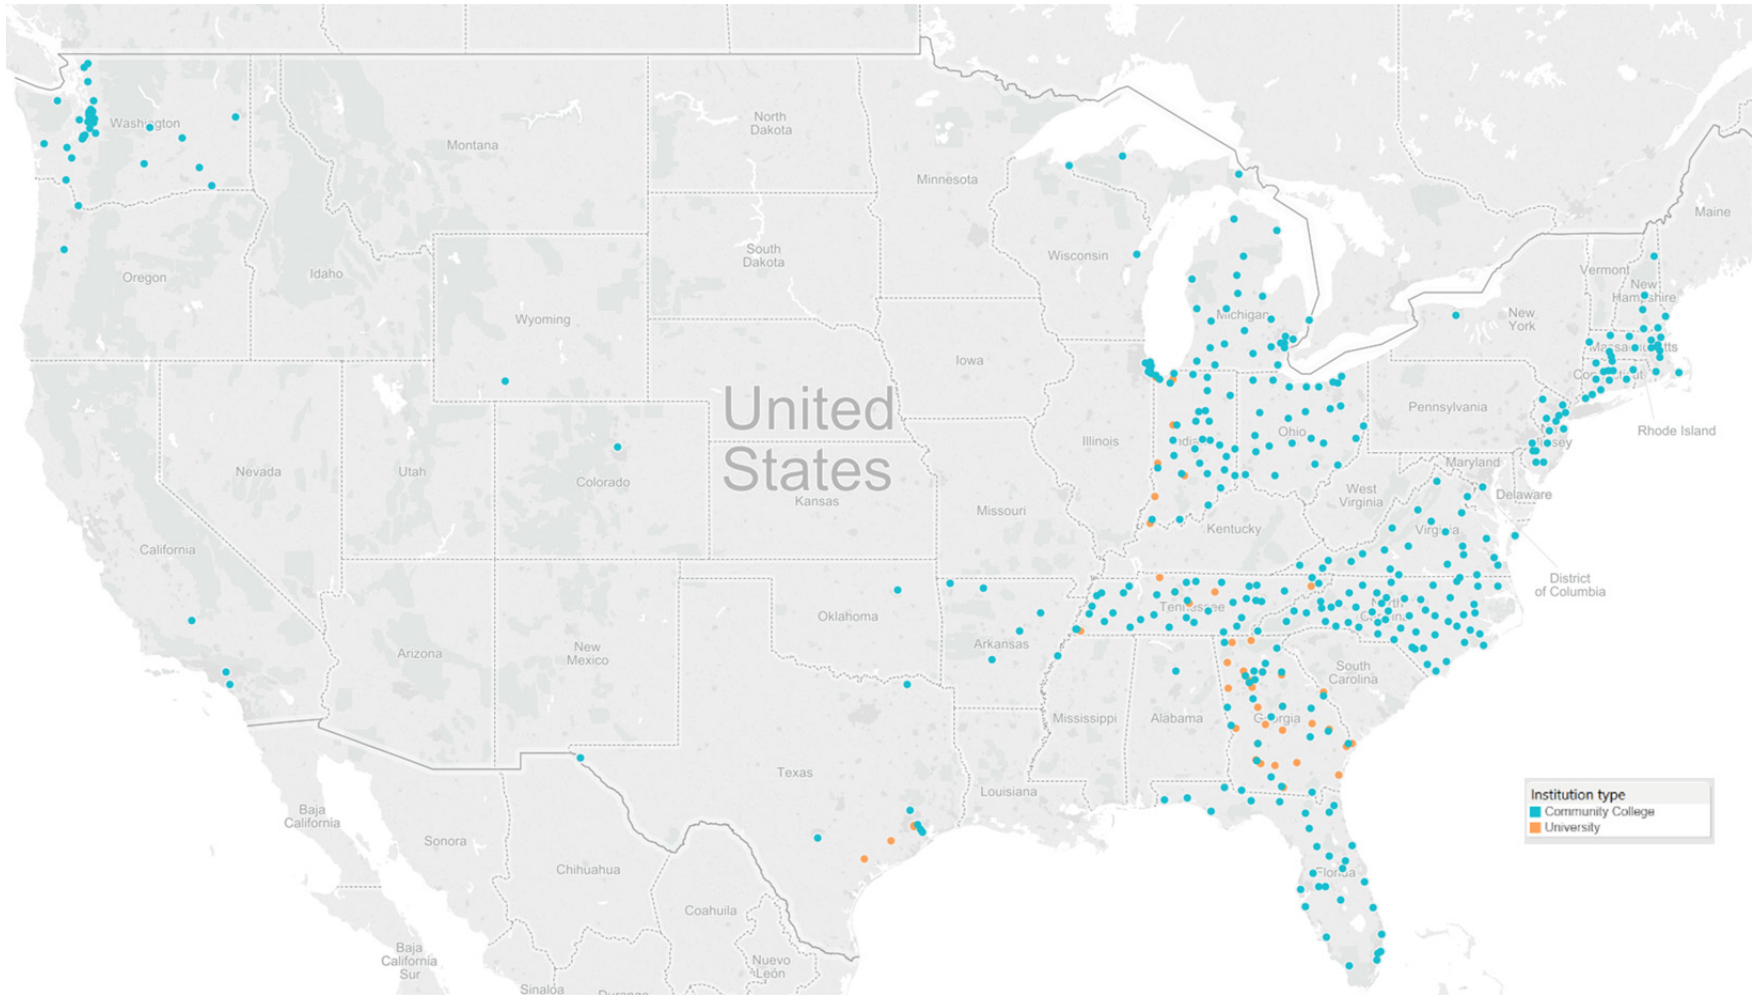 Washington
Montana
North
Dakota
Minnesota
Maine
Oregon
Idaho
South
Dakota
Wisconsin
Vermont
New
Hampshire
Wyoming
Michigan
New
York
Massachusetts
Iowa
Connecticut
United
States
Pennsylvania
Rhode Island
Nevada
Utah
Colorado
Kansas
Missouri
Illinois
Indiana
Ohio
Jersey
Maryland
Delaware
West
Virginia
Virginia
Kentucky
California
District
of Columbia
Arizona
New
Mexico
Oklahoma
Arkansas
Tennessee
North
Carolina
South
Carolina
Mississippi
Alabama
Georgia
Texas
Louisiana
Florida
Baja
California
Sonora
Chihuahua
Coahuila
Baja
California
Sur
Nuevo
León
Sinaloa
Durango
Institution type
Community College
University